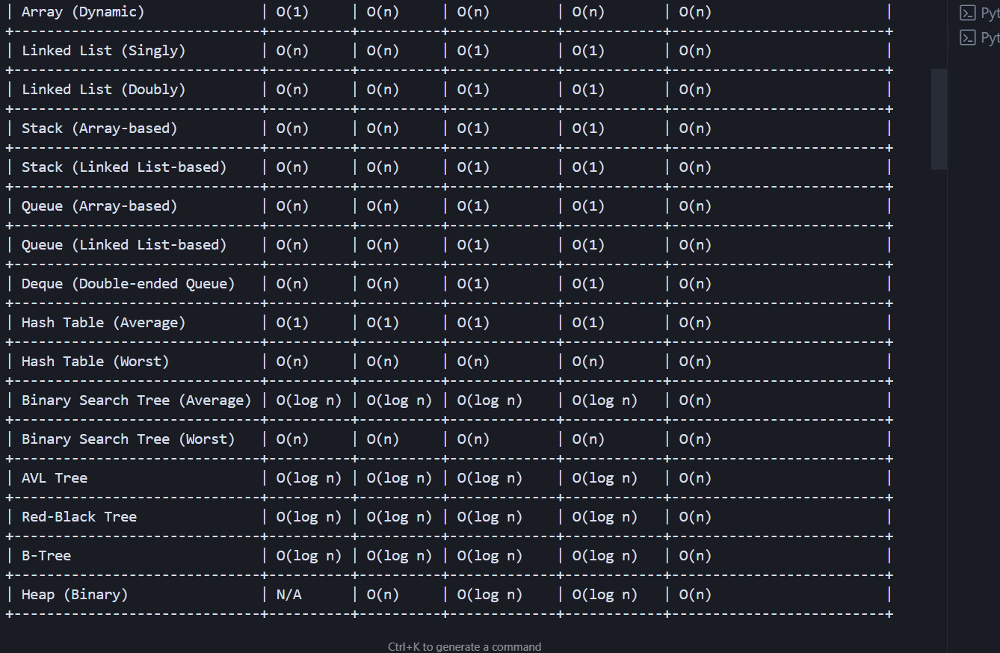 | Array (Dynamic)              | O(1)     | O(n)     | O(n)        | O(n)       | O(n)                     |
+------------------------------+----------+----------+-------------+------------+--------------------------+
| Linked List (Singly)         | O(n)     | O(n)     | O(1)        | O(1)       | O(n)                     |
+------------------------------+----------+----------+-------------+------------+--------------------------+
| Linked List (Doubly)         | O(n)     | O(n)     | O(1)        | O(1)       | O(n)                     |
+------------------------------+----------+----------+-------------+------------+--------------------------+
| Stack (Array-based)          | O(n)     | O(n)     | O(1)        | O(1)       | O(n)                     |
+------------------------------+----------+----------+-------------+------------+--------------------------+
| Stack (Linked List-based)    | O(n)     | O(n)     | O(1)        | O(1)       | O(n)                     |
+------------------------------+----------+----------+-------------+------------+--------------------------+
| Queue (Array-based)          | O(n)     | O(n)     | O(1)        | O(1)       | O(n)                     |
+------------------------------+----------+----------+-------------+------------+--------------------------+
| Queue (Linked List-based)    | O(n)     | O(n)     | O(1)        | O(1)       | O(n)                     |
+------------------------------+----------+----------+-------------+------------+--------------------------+
| Deque (Double-ended Queue)   | O(n)     | O(n)     | O(1)        | O(1)       | O(n)                     |
+------------------------------+----------+----------+-------------+------------+--------------------------+
| Hash Table (Average)         | O(1)     | O(1)     | O(1)        | O(1)       | O(n)                     |
+------------------------------+----------+----------+-------------+------------+--------------------------+
| Hash Table (Worst)           | O(n)     | O(n)     | O(n)        | O(n)       | O(n)                     |
+------------------------------+----------+----------+-------------+------------+--------------------------+
| Binary Search Tree (Average) | O(log n) | O(log n) | O(log n)    | O(log n)   | O(n)                     |
+------------------------------+----------+----------+-------------+------------+--------------------------+
| Binary Search Tree (Worst)   | O(n)     | O(n)     | O(n)        | O(n)       | O(n)                     |
+------------------------------+----------+----------+-------------+------------+--------------------------+
| AVL Tree                     | O(log n) | O(log n) | O(log n)    | O(log n)   | O(n)                     |
+------------------------------+----------+----------+-------------+------------+--------------------------+
| Red-Black Tree               | O(log n) | O(log n) | O(log n)    | O(log n)   | O(n)                     |
+------------------------------+----------+----------+-------------+------------+--------------------------+
| B-Tree                       | O(log n) | O(log n) | O(log n)    | O(log n)   | O(n)                     |
+------------------------------+----------+----------+-------------+------------+--------------------------+
| Heap (Binary)                | N/A      | O(n)     | O(log n)    | O(log n)   | O(n)                     |
+------------------------------+----------+----------+-------------+------------+--------------------------+
Ctrl+K to generate a command
Pyt
Pyt